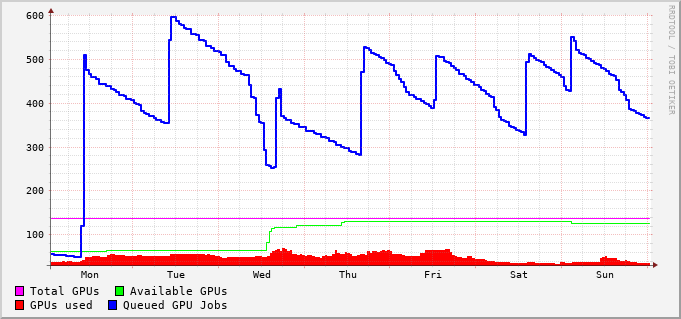 600
500
400
300
200
100
Mon Tue Wed Thu Fri Sat Sun
Total GPUs Available GPUs
GPUs used Queued GPU Jobs
RRDTOOL / TOBI OETIKER